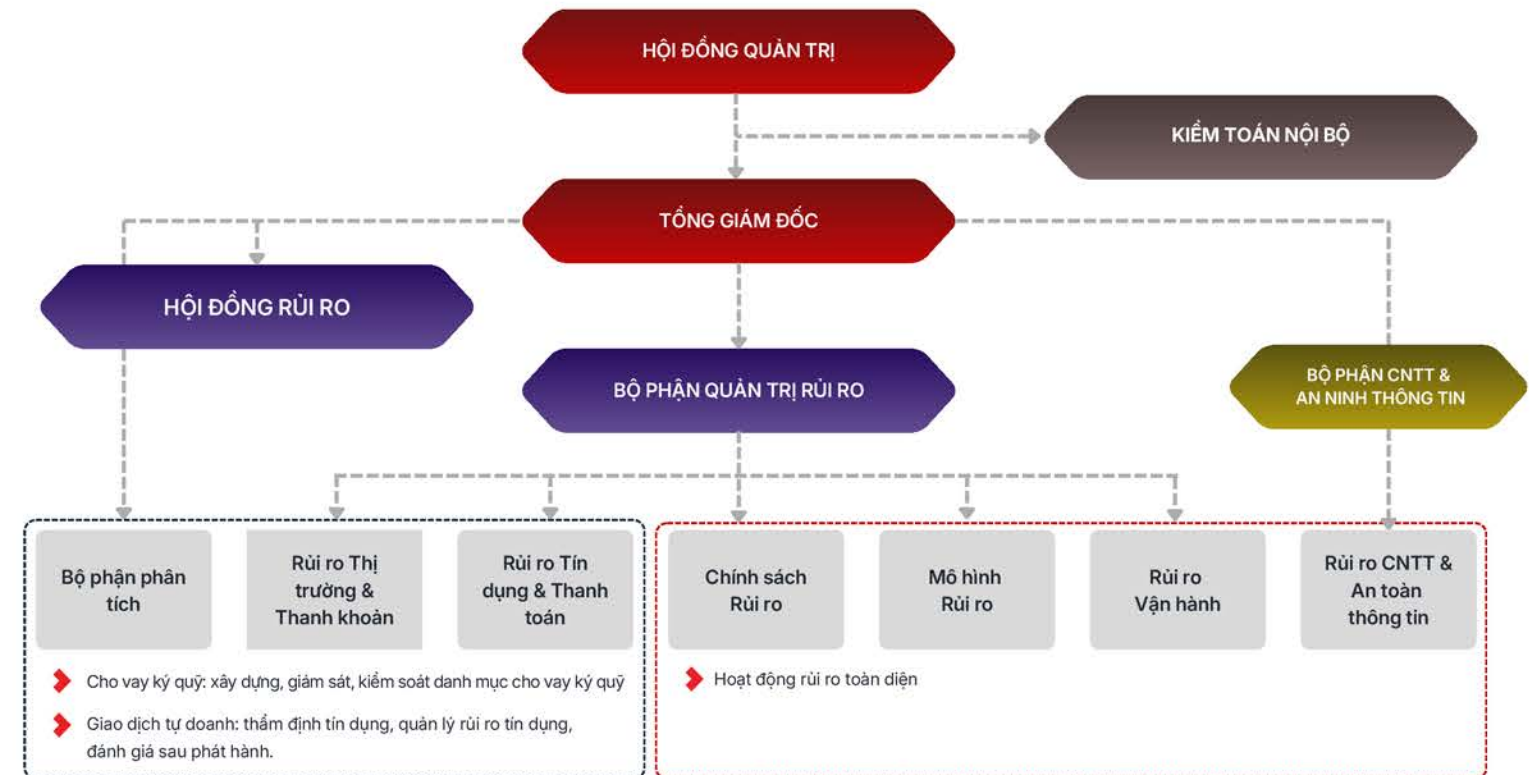 HỘI ĐỒNG QUẢN TRỊ
KIỂM TOÁN NỘI BỘ
TỔNG GIÁM ĐỐC
HỘI ĐỒNG RỦI RO
BỘ PHẬN QUẢN TRỊ RỦI RO
BỘ PHẬN CNTT &
AN NINH THÔNG TIN
Bộ phận phân
tích
Rủi ro Thị
trường &
Thanh khoản
Rủi ro Tín
dụng & Thanh
toán
Chính sách
Rủi ro
Mô hình
Rủi ro
Rủi ro
Vận hành
Rủi ro CNTT &
An toàn
thông tin
Cho vay ký quỹ: xây dựng, giám sát, kiểm soát danh mục cho vay ký quỹ
Giao dịch tự doanh: thẩm định tín dụng, quản lý rủi ro tín dụng,
đánh giá sau phát hành.
Hoạt động rủi ro toàn diện